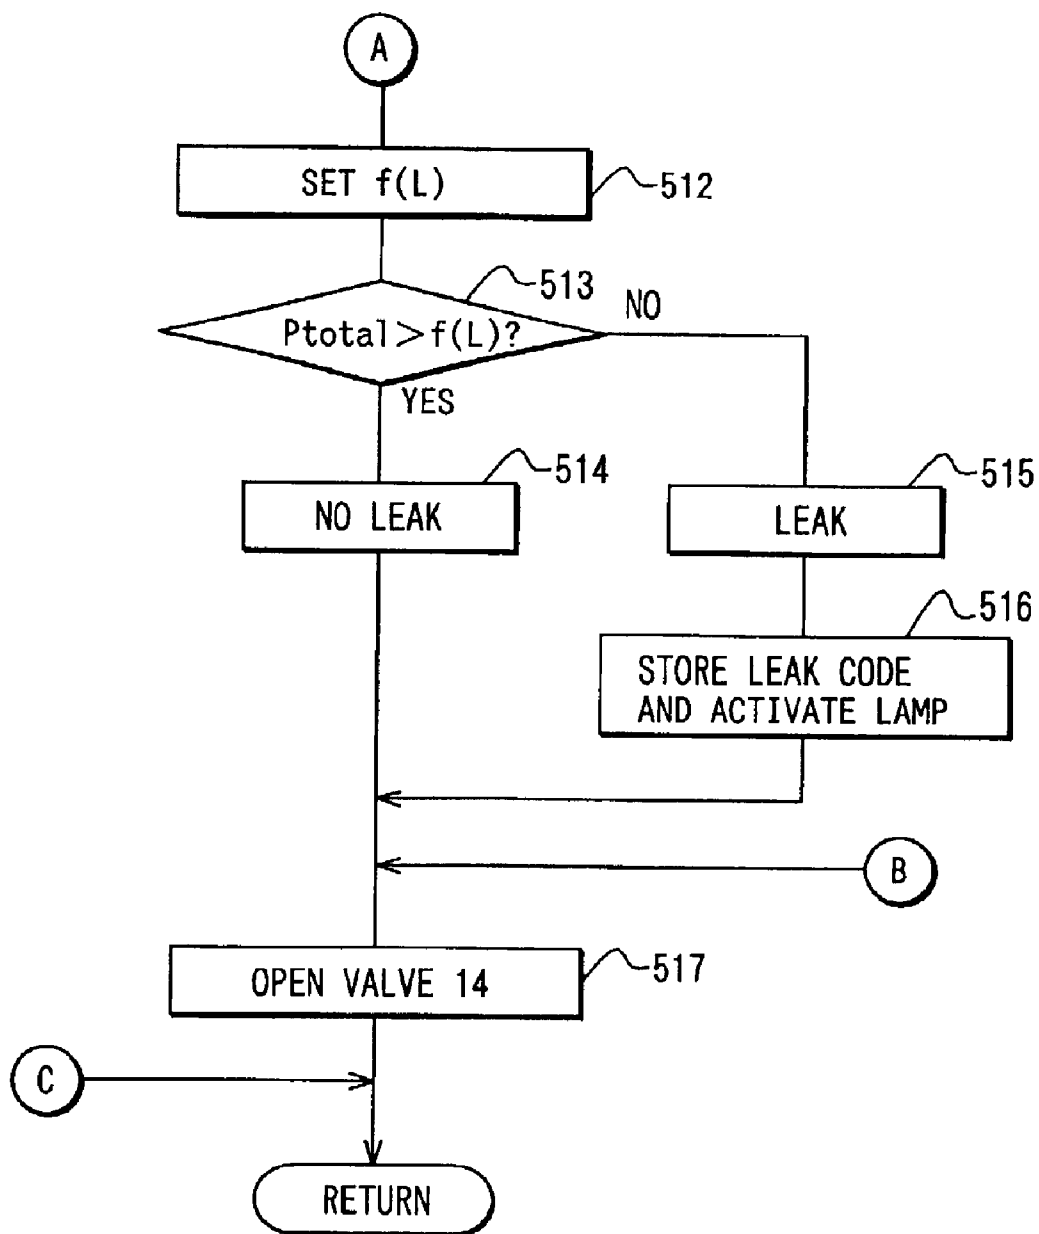 A
SET f(L)
512
513
Ptotal>f(L)?
NO
YES
514
NO LEAK
515
LEAK
516
STORE LEAK CODE
AND ACTIVATE LAMP
B
OPEN VALVE 14
517
C
RETURN